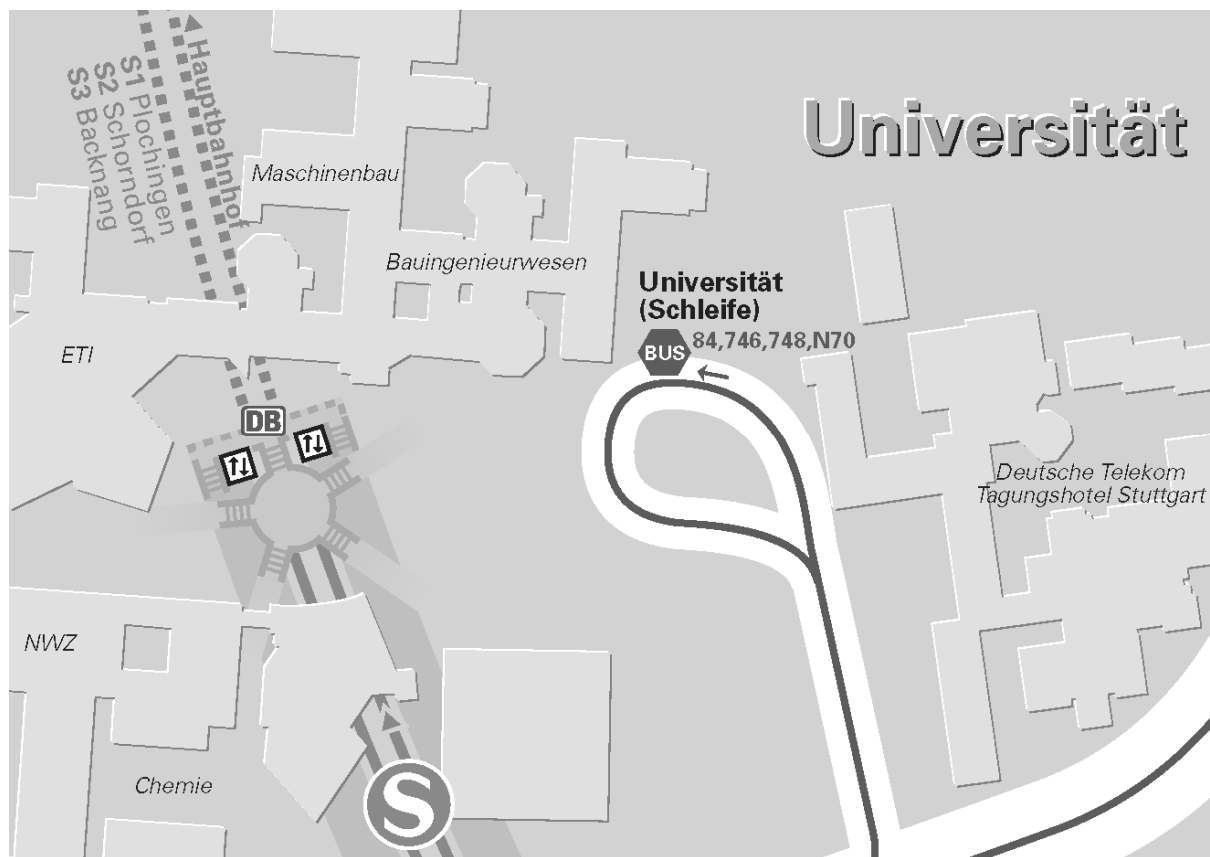 Hauptbahnhof
S1 Plochingen
S2 Schorndorf
S3 Backnang
Universität
Maschinenbau
Bauingenieurwesen
Universität
(Schleife)
BUS
84,746,748,N70
ETI
DB
Deutsche Telekom
Tagungshotel Stuttgart
NWZ
Chemie
S